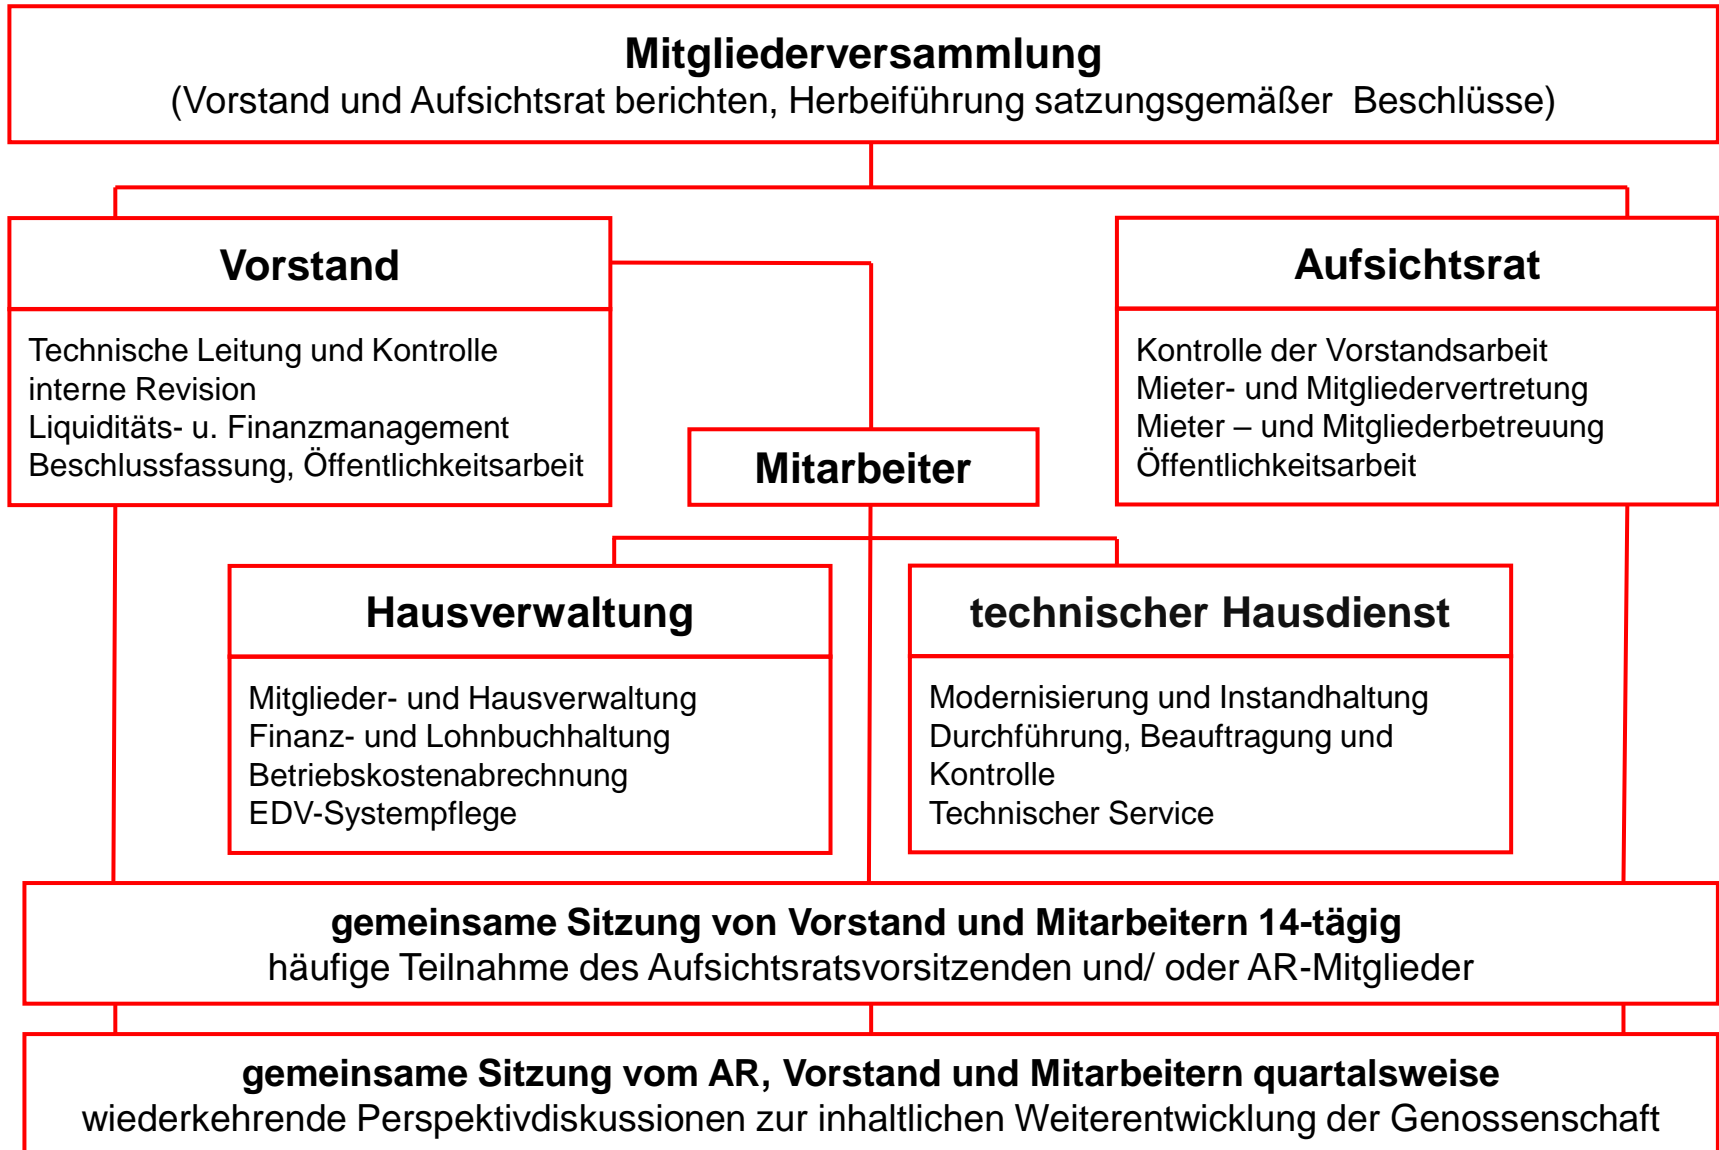 Mitgliederversammlung
(Vorstand und Aufsichtsrat berichten, Herbeiführung satzungsgemäßer Beschlüsse)
Vorstand
Technische Leitung und Kontrolle
interne Revision
Liquiditäts- u. Finanzmanagement
Beschlussfassung, Öffentlichkeitsarbeit
Aufsichtsrat
Kontrolle der Vorstandsarbeit
Mieter- und Mitgliedervertretung
Mieter – und Mitgliederbetreuung
Öffentlichkeitsarbeit
Mitarbeiter
Hausverwaltung
Mitglieder- und Hausverwaltung
Finanz- und Lohnbuchhaltung
Betriebskostenabrechnung
EDV-Systempflege
technischer Hausdienst
Modernisierung und Instandhaltung
Durchführung, Beauftragung und
Kontrolle
Technischer Service
gemeinsame Sitzung von Vorstand und Mitarbeitern 14-tägig
häufige Teilnahme des Aufsichtsratsvorsitzenden und/ oder AR-Mitglieder
gemeinsame Sitzung vom AR, Vorstand und Mitarbeitern quartalsweise
wiederkehrende Perspektivdiskussionen zur inhaltlichen Weiterentwicklung der Genossenschaft